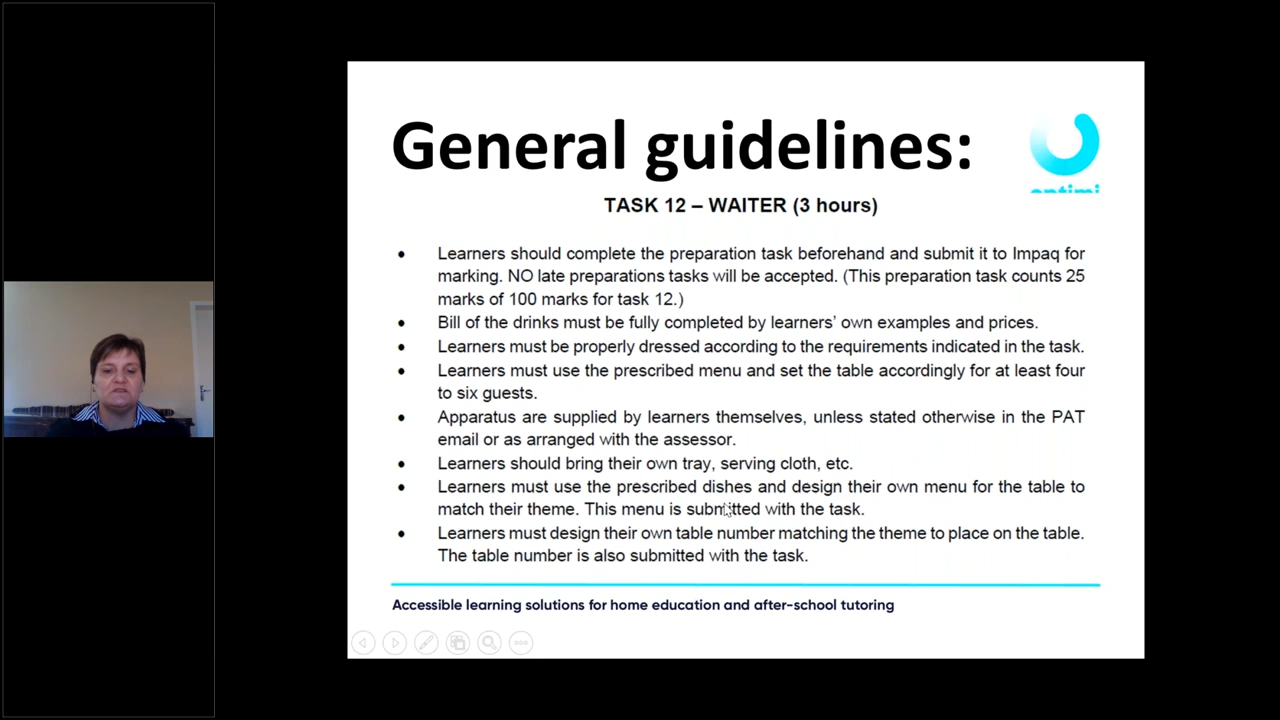 General guidelines:
optimi
TASK 12 – WAITER (3 hours)
• Learners should complete the preparation task beforehand and submit it to Impaq for
marking. NO late preparations tasks will be accepted. (This preparation task counts 25
marks of 100 marks for task 12.)
• Bill of the drinks must be fully completed by learners' own examples and prices.
• Learners must be properly dressed according to the requirements indicated in the task.
• Learners must use the prescribed menu and set the table accordingly for at least four
to six guests.
• Apparatus are supplied by learners themselves, unless stated otherwise in the PAT
email or as arranged with the assessor.
• Learners should bring their own tray, serving cloth, etc.
• Learners must use the prescribed dishes and design their own menu for the table to
match their theme. This menu is submitted with the task.
• Learners must design their own table number matching the theme to place on the table.
The table number is also submitted with the task.
Accessible learning solutions for home education and after-school tutoring